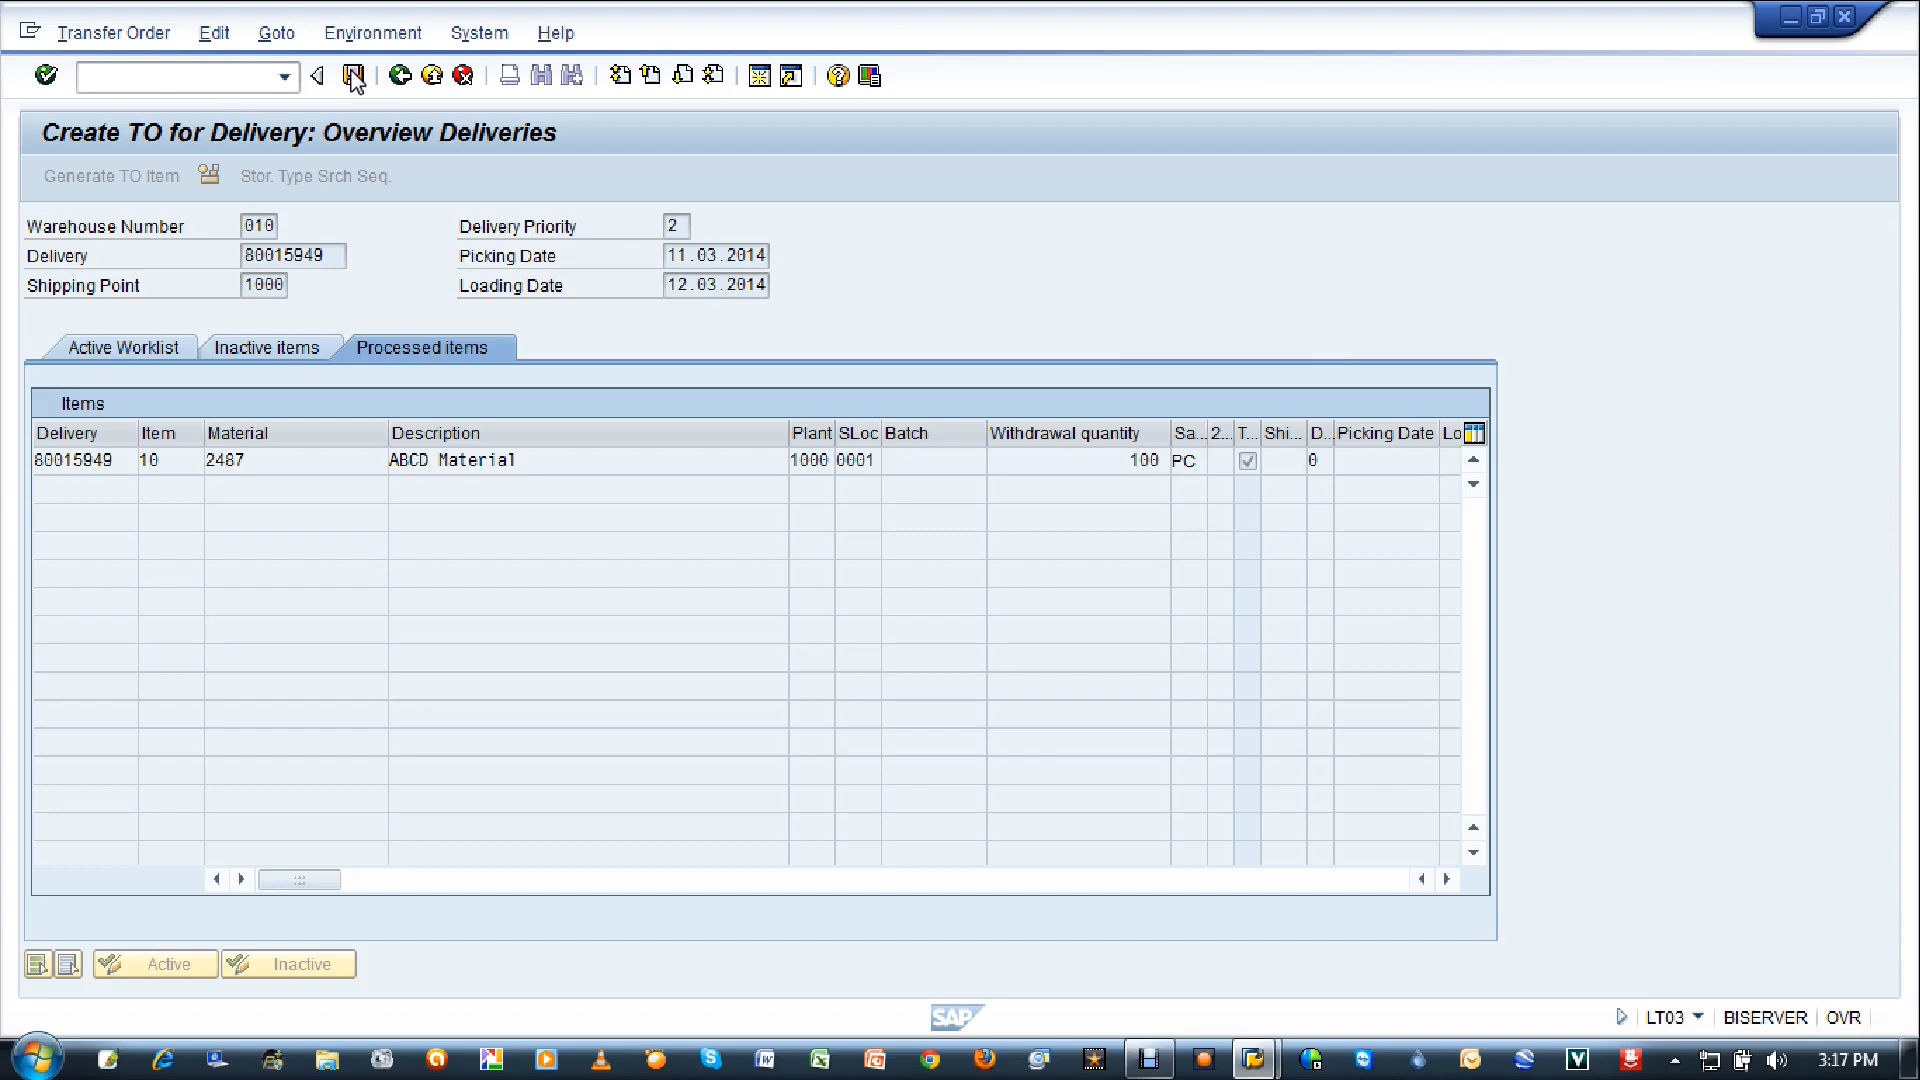 Transfer Order Edit Goto Environment System Help
Create TO for Delivery: Overview Deliveries
Generate TO Item Stor. Type Srch Seq.
Warehouse Number 010 Delivery Priority 2
Delivery 80015949 Picking Date 11.03.2014
Shipping Point 1000 Loading Date 12.03.2014
Active Worklist Inactive items Processed items
Items
Delivery Item Material Description Plant SLoc Batch Withdrawal quantity Sa... 2... T... Shi... D... Picking Date Lo
80015949 10 2487 ABCD Material 1000 0001 100 PC 0
Active Inactive
SAP
LT03 BISERVER OVR
3:17 PM